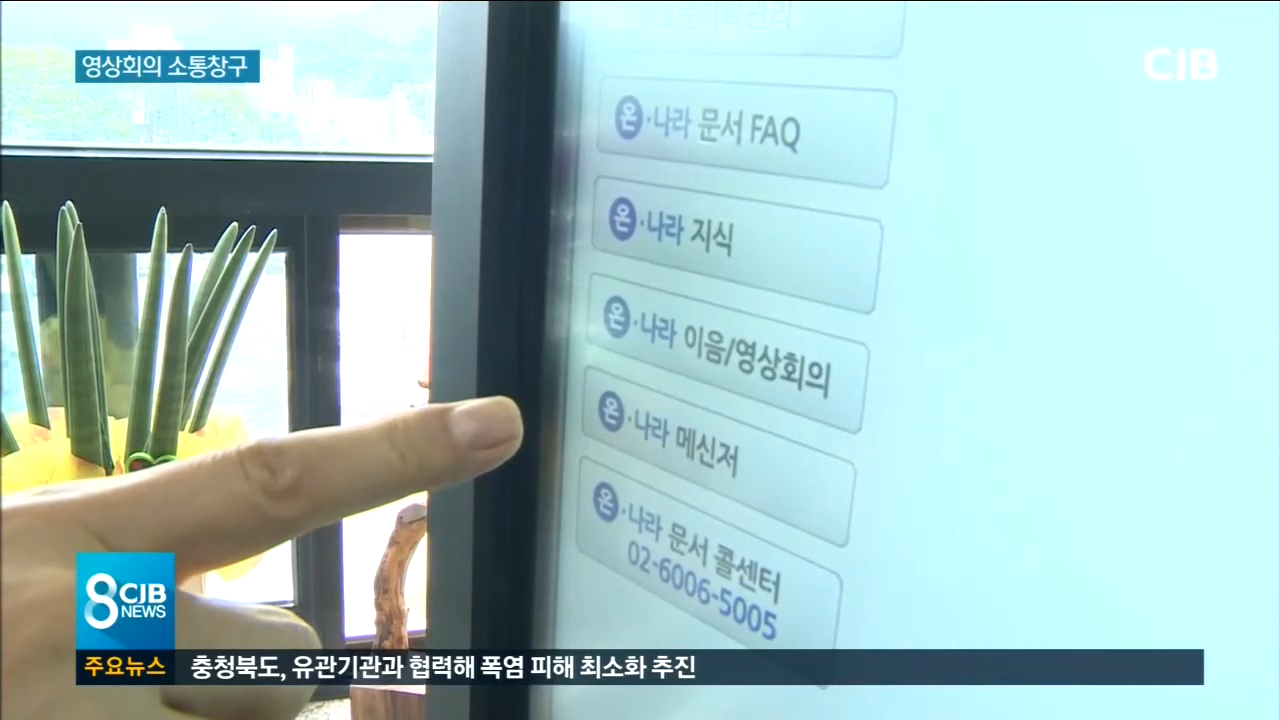 영상회의 소통창구
CJB
온·나라 문서 FAQ
온·나라 지식
온·나라 이음/영상회의
온·나라 메신저
온·나라 문서 콜센터
02-6006-5005
8 CJB NEWS
주요뉴스 충청북도, 유관기관과 협력해 폭염 피해 최소화 추진